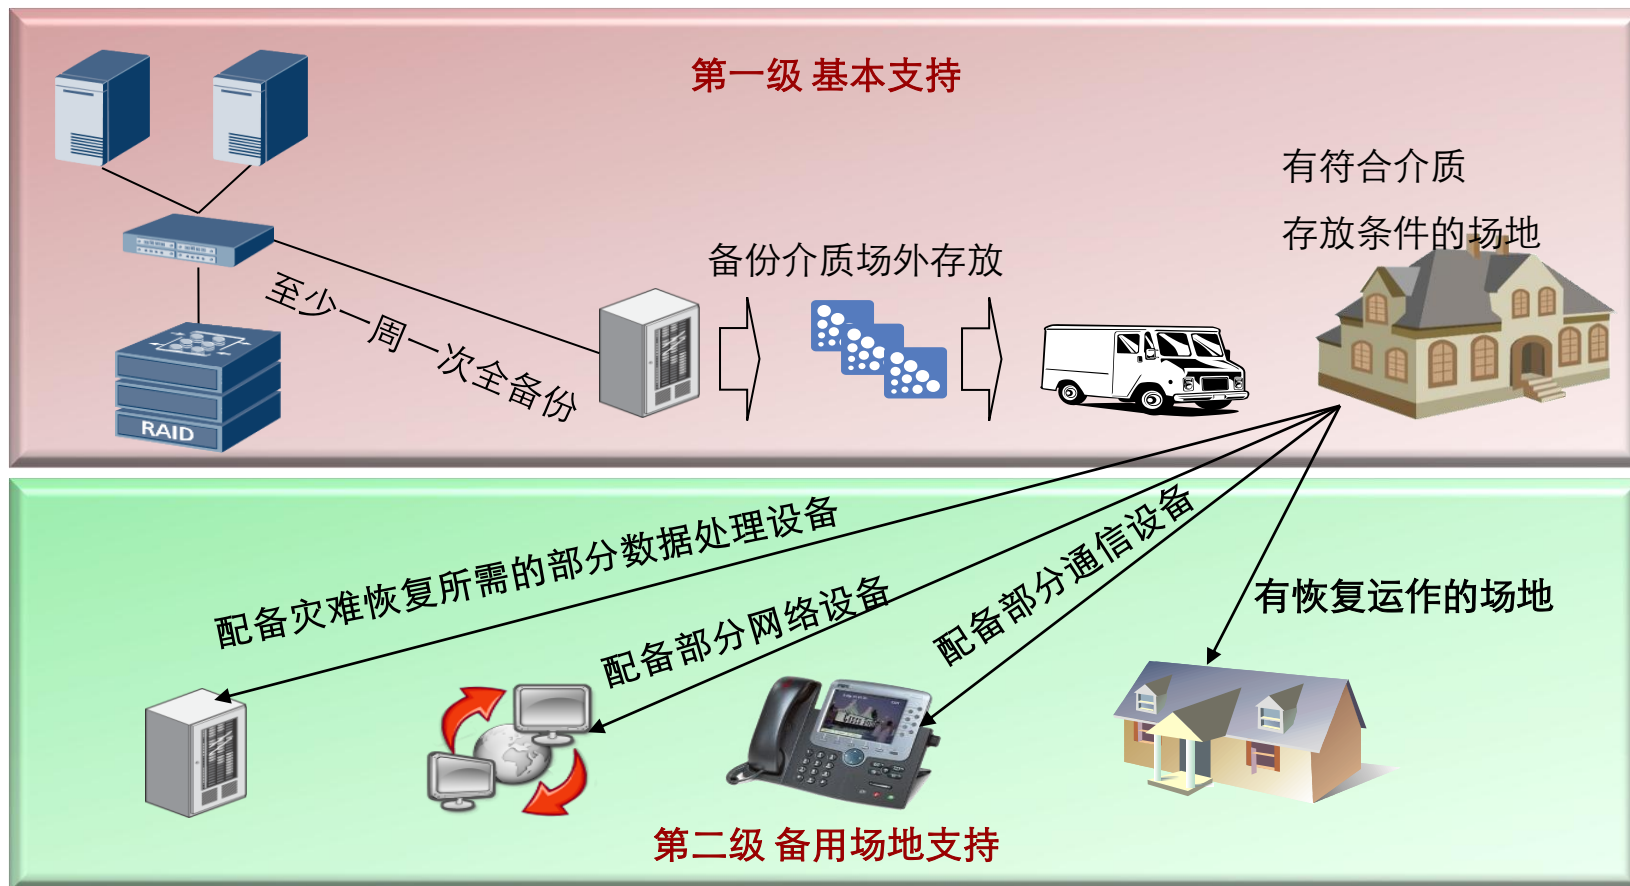 第一级 基本支持
有符合介质
存放条件的场地
备份介质场外存放
至少一周一次全备份
RAID
配备灾难恢复所需的部分数据处理设备
配备部分网络设备
配备部分通信设备
有恢复运作的场地
第二级 备用场地支持